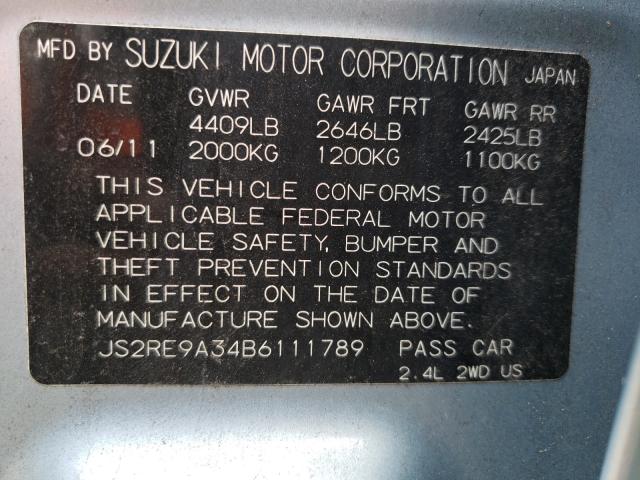 MFD BY SUZUKI MOTOR CORPORATION JAPAN
DATE GVWR GAWR FRT GAWR RR
4409LB 2646LB 2425LB
06/11 2000KG 1200KG 1100KG
THIS VEHICLE CONFORMS TO ALL
APPLICABLE FEDERAL MOTOR
VEHICLE SAFETY, BUMPER AND
THEFT PREVENTION STANDARDS
IN EFFECT ON THE DATE OF
MANUFACTURE SHOWN ABOVE.
JS2RE9A34B6111789 PASS CAR
2.4L 2WD US